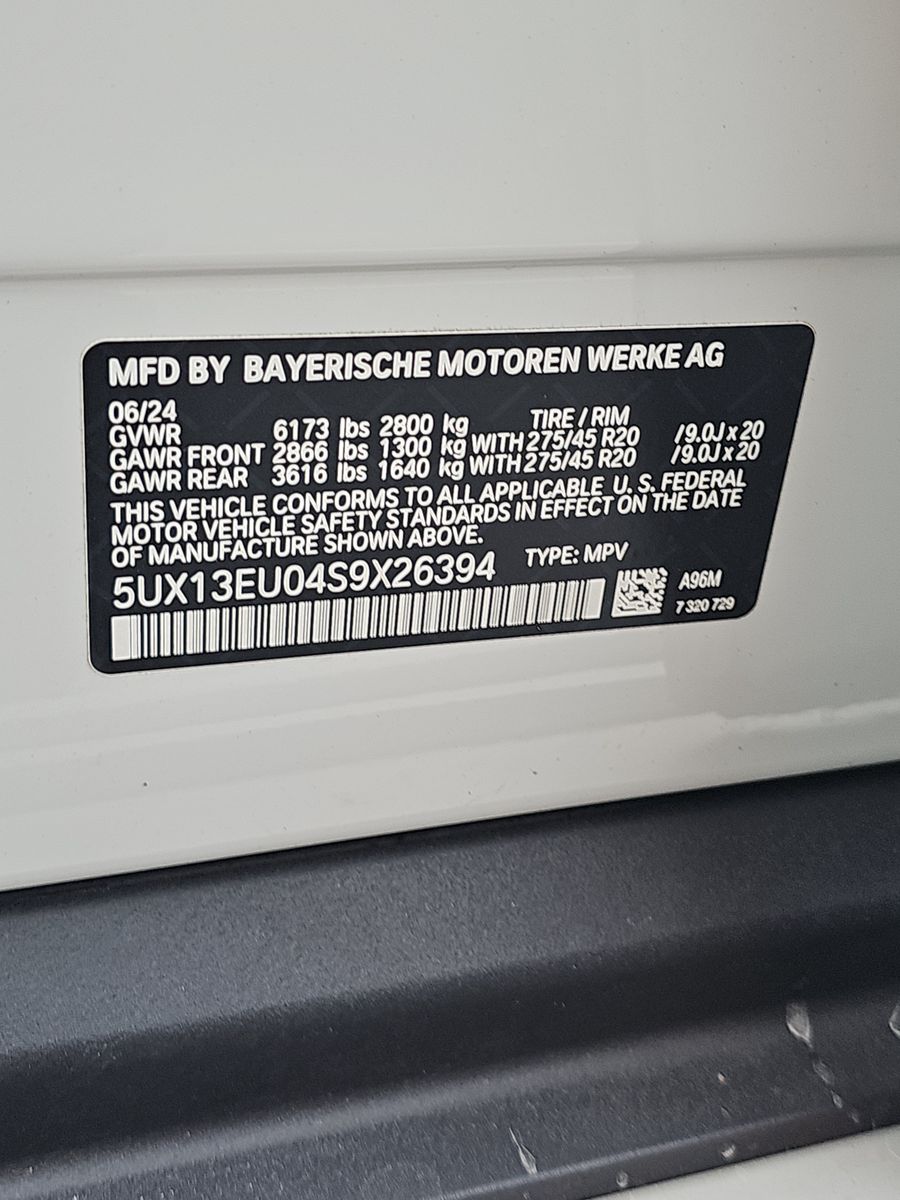 MFD BY BAYERISCHE MOTOREN WERKE AG
06/24 TIRE / RIM
GVWR 6173 lbs 2800 kg
GAWR FRONT 2866 lbs 1300 kg WITH 275/45 R20 /9.0J x 20
GAWR REAR 3616 lbs 1640 kg WITH 275/45 R20 /9.0J x 20
THIS VEHICLE CONFORMS TO ALL APPLICABLE U. S. FEDERAL
MOTOR VEHICLE SAFETY STANDARDS IN EFFECT ON THE DATE
OF MANUFACTURE SHOWN ABOVE.
5UX13EU04S9X26394 TYPE: MPV
A96M
7 320 729